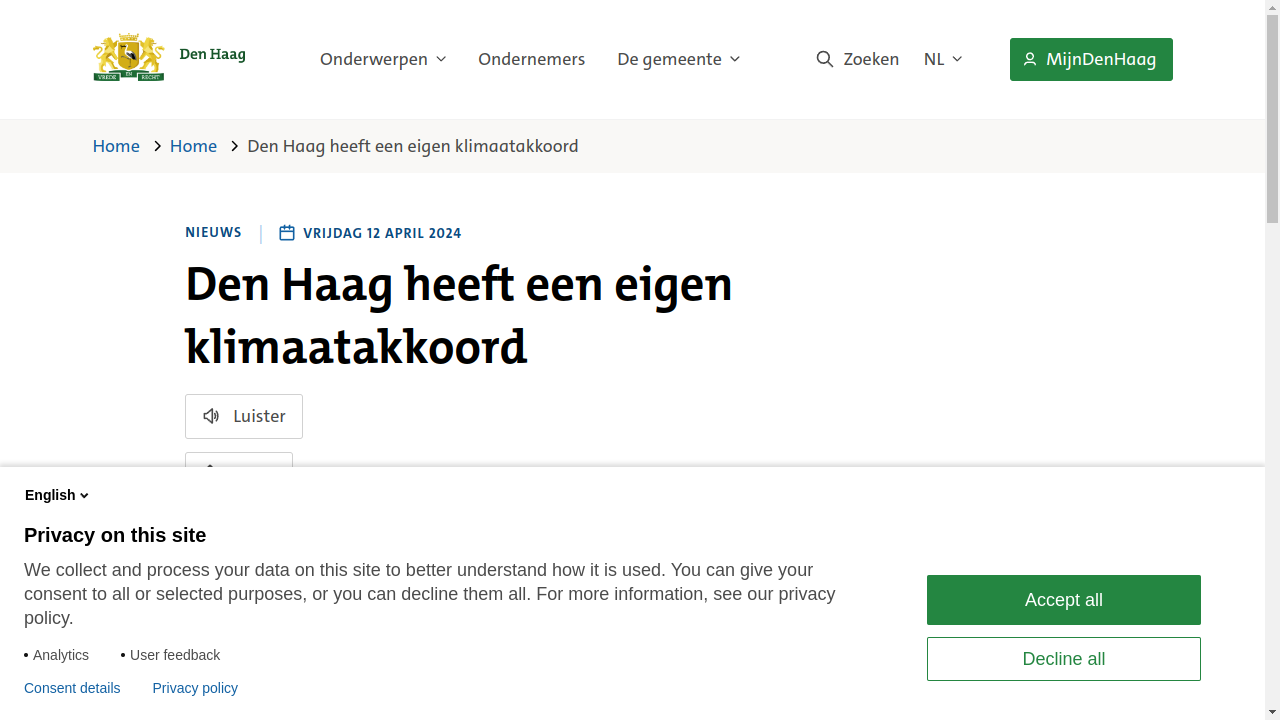 VREDE EN RECHT
Den Haag
Onderwerpen
Ondernemers
De gemeente
Zoeken
NL
MijnDenHaag
Home
Home
Den Haag heeft een eigen klimaatakkoord
NIEUWS
VRIJDAG 12 APRIL 2024
Den Haag heeft een eigen
klimaatakkoord
Luister
English
Privacy on this site
We collect and process your data on this site to better understand how it is used. You can give your
consent to all or selected purposes, or you can decline them all. For more information, see our privacy
policy.
Analytics
User feedback
Consent details
Privacy policy
Accept all
Decline all